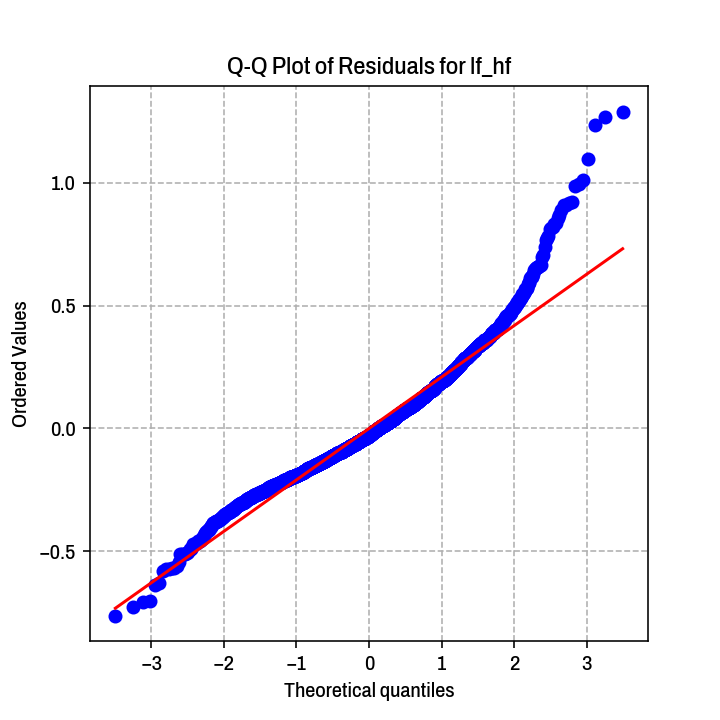 Q-Q Plot of Residuals for lf_hf
1.0
0.5
0.0
−0.5
Ordered Values
−3 −2 −1 0 1 2 3
Theoretical quantiles